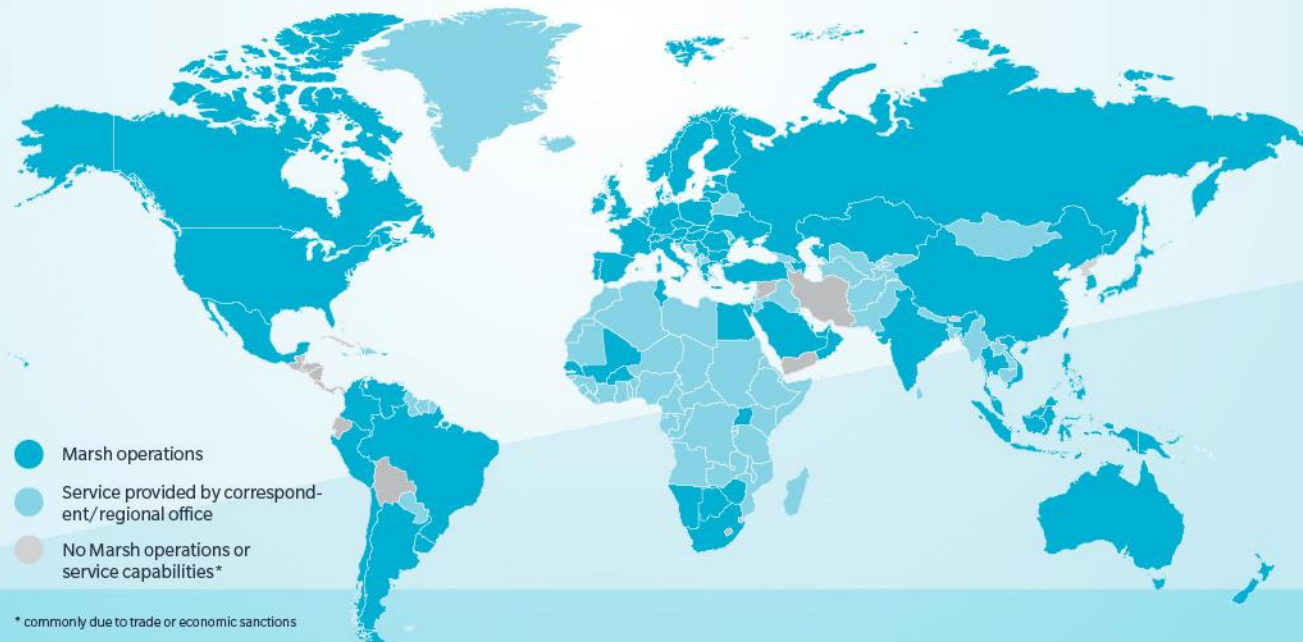 Marsh operations
Service provided by correspond-
ent/regional office
No Marsh operations or
service capabilities*
* commonly due to trade or economic sanctions